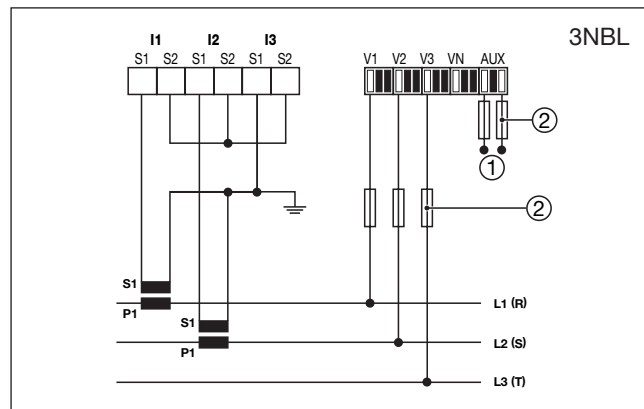 3NBL
I1 I2 I3
S1 S2 S1 S2 S1 S2
V1 V2 V3 VN AUX
2
1
2
S1
P1
L1 (R)
S1
P1
L2 (S)
L3 (T)